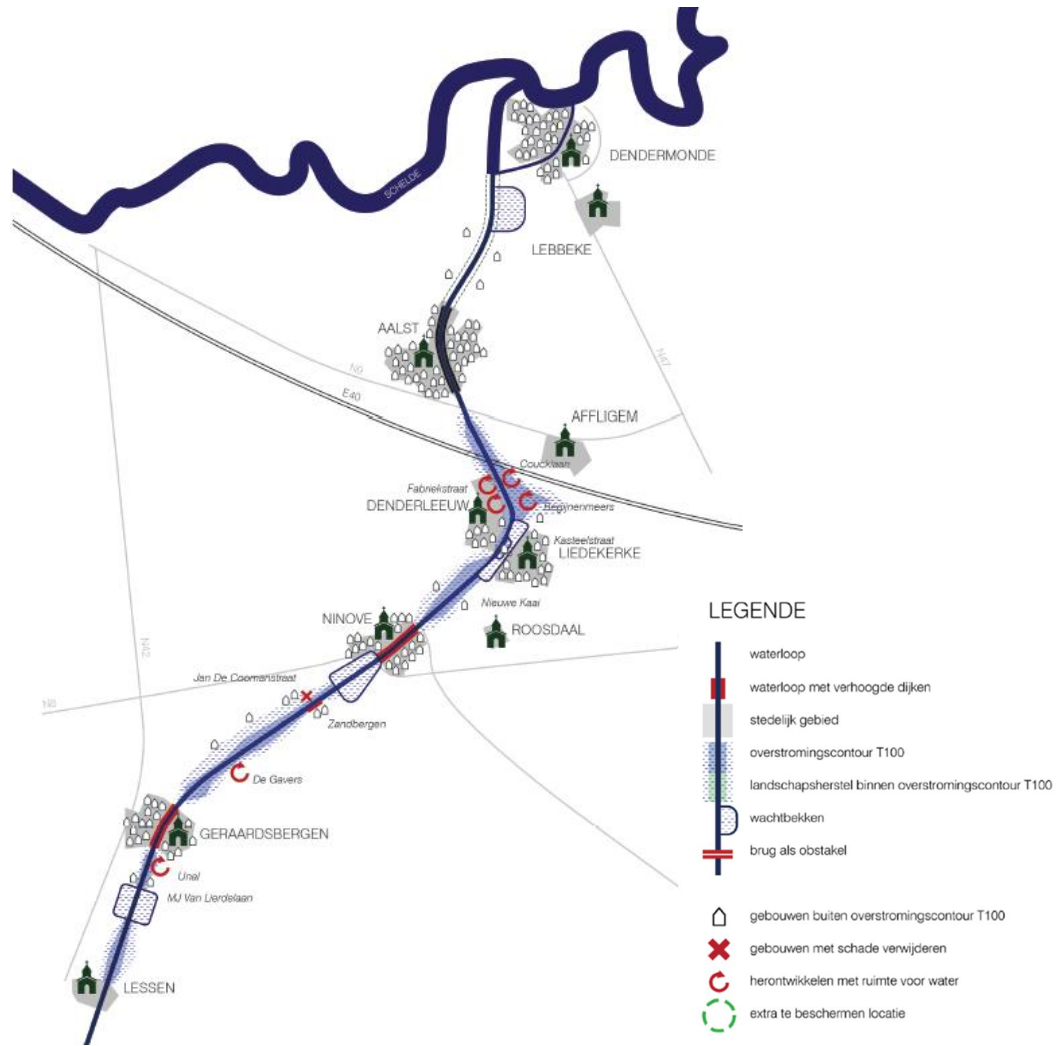 SCHELDE
DENDERMONDE
LEBBEKE
AALST
N9
E40
N47
AFFLIGEM
Coucklaan
Fabriekstraat
DENDERLEEUW
Begijnenmeers
Kasteelstraat
LIEDEKERKE
Nieuwe Kaai
NINOVE
ROOSDAAL
N42
Jan De Coomanstraat
N8
Zandbergen
De Gavers
GERAARDSBERGEN
Unal
MJ Van Lierdelaan
LESSEN
LEGENDE
waterloop
waterloop met verhoogde dijken
stedelijk gebied
overstromingscontour T100
landschapsherstel binnen overstromingscontour T100
wachtbekken
brug als obstakel
gebouwen buiten overstromingscontour T100
gebouwen met schade verwijderen
herontwikkelen met ruimte voor water
extra te beschermen locatie